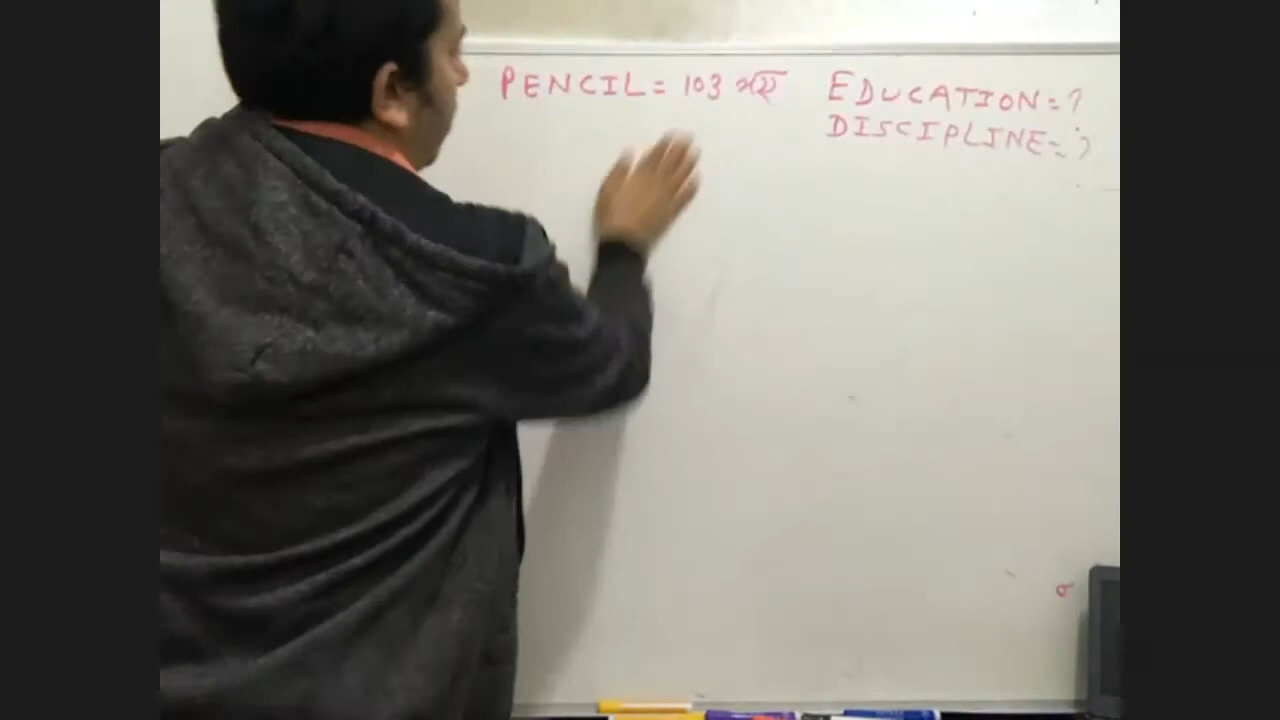 PENCIL = 103
EDUCATION = ?
DISCIPLINE = ?